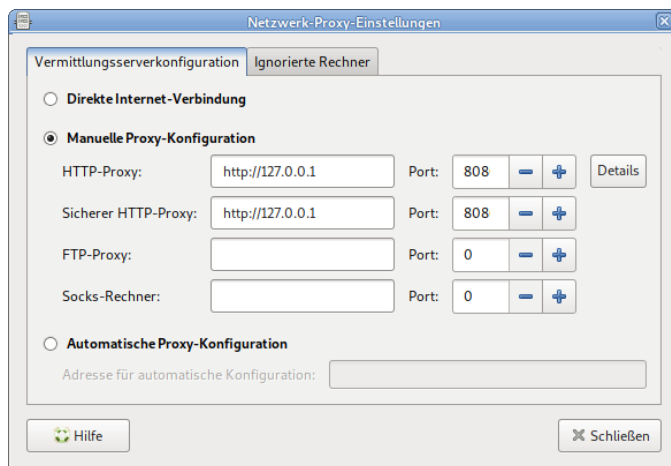 Netzwerk-Proxy-Einstellungen
Vermittlungsserverkonfiguration Ignorierte Rechner
Direkte Internet-Verbindung
Manuelle Proxy-Konfiguration
HTTP-Proxy: http://127.0.0.1 Port: 808 Details
Sicherer HTTP-Proxy: http://127.0.0.1 Port: 808
FTP-Proxy: Port: 0
Socks-Rechner: Port: 0
Automatische Proxy-Konfiguration
Adresse für automatische Konfiguration:
Hilfe Schließen